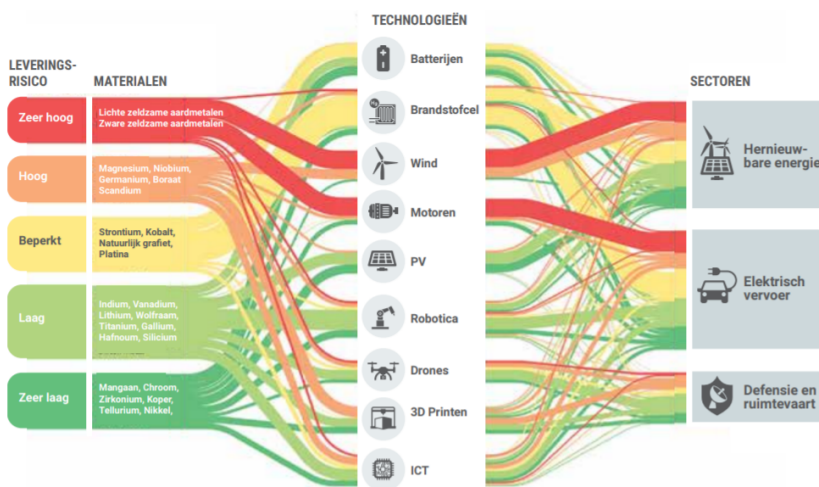 TECHNOLOGIEËN
LEVERINGS-
RISICO
MATERIALEN
SECTOREN
Zeer hoog
Lichte zeldzame aardmetalen
Zware zeldzame aardmetalen
Hoog
Magnesium, Niobium,
Germanium, Boraat
Scandium
Beperkt
Strontium, Kobalt,
Natuurlijk grafiet,
Platina
Laag
Indium, Vanadium,
Lithium, Wolfraam,
Titanium, Gallium,
Hafnoum, Silicium
Zeer laag
Mangaan, Chroom,
Zirkonium, Koper,
Tellurium, Nikkel,
Batterijen
Brandstofcel
Wind
Motoren
PV
Robotica
Drones
3D Printen
ICT
Hernieuw-
bare energie
Elektrisch
vervoer
Defensie en
ruimtevaart